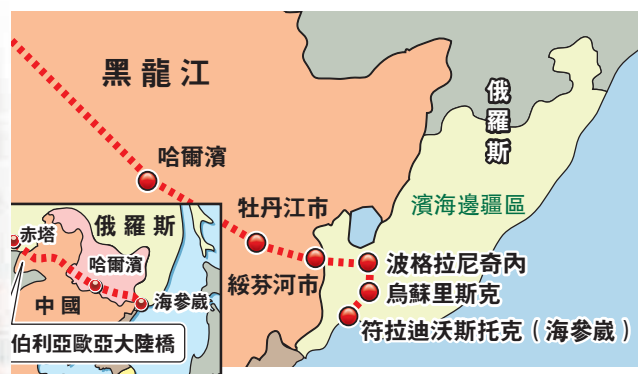 黑龍江
俄羅斯
哈爾濱
牡丹江市
綏芬河市
濱海邊疆區
波格拉尼奇內
烏蘇里斯克
符拉迪沃斯托克（海參崴）
赤塔
俄羅斯
哈爾濱
中國
海參崴
伯利亞歐亞大陸橋